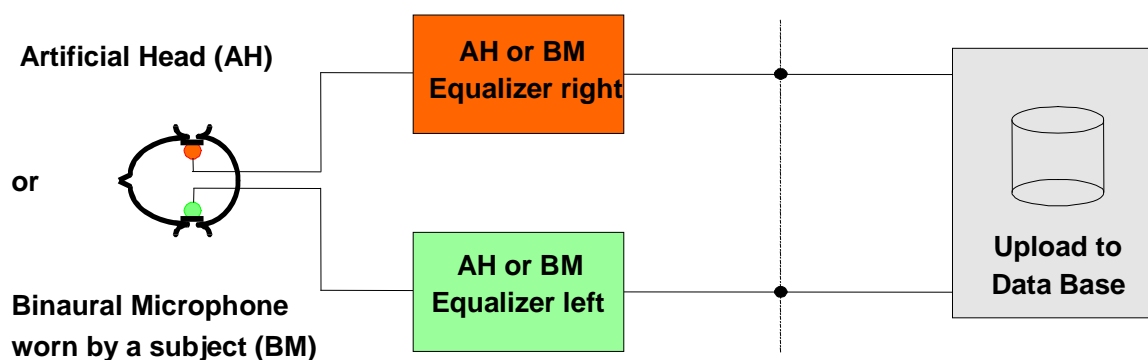 Artificial Head (AH)
or
Binaural Microphone
worn by a subject (BM)
AH or BM
Equalizer right
AH or BM
Equalizer left
Upload to
Data Base